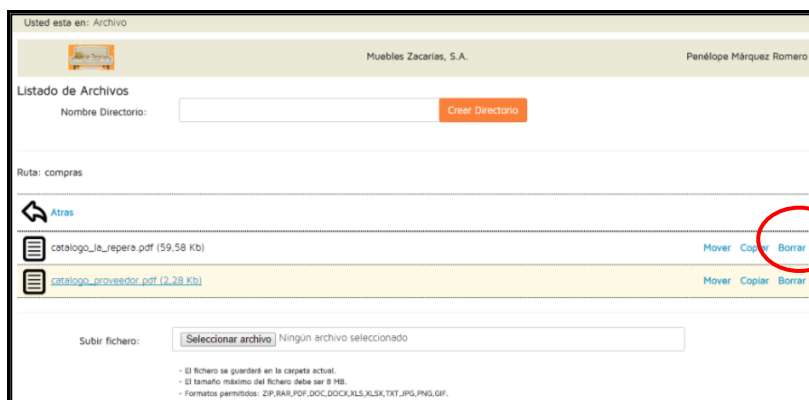 Usted esta en: Archivo
Muebles Zacarias, S.A. Penélope Márquez Romero
Listado de Archivos
Nombre Directorio: Crear Directorio
Ruta: compras
Atras
catalogo_la_repera.pdf (59,58 Kb) Mover Copiar Borrar
catalogo_proveedor.pdf (2,28 Kb) Mover Copiar Borrar
Subir fichero: Seleccionar archivo Ningún archivo seleccionado
- El fichero se guardará en la carpeta actual.
- El tamaño máximo del fichero debe ser 8 MB.
- Formatos permitidos: ZIP,RAR,PDF,DOC,DOCX,XLS,XLSX,TXT,JPG,PNG,GIF.